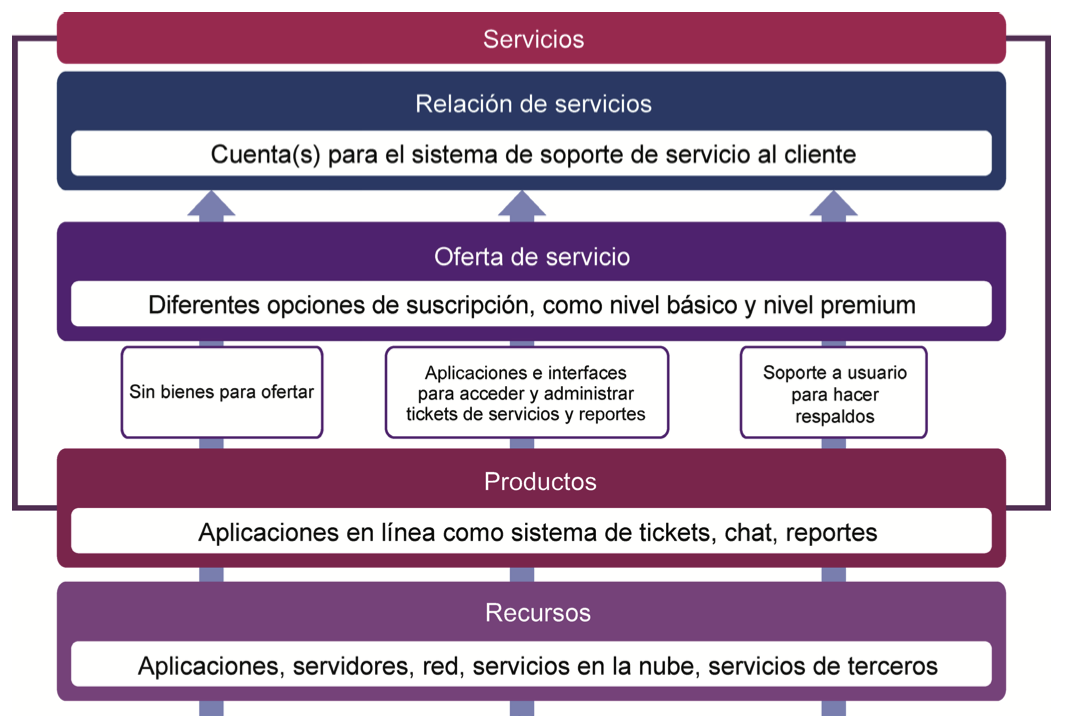 Servicios
Relación de servicios
Cuenta(s) para el sistema de soporte de servicio al cliente
Oferta de servicio
Diferentes opciones de suscripción, como nivel básico y nivel premium
Sin bienes para ofertar
Aplicaciones e interfaces
para acceder y administrar
tickets de servicios y reportes
Soporte a usuario
para hacer
respaldos
Productos
Aplicaciones en línea como sistema de tickets, chat, reportes
Recursos
Aplicaciones, servidores, red, servicios en la nube, servicios de terceros